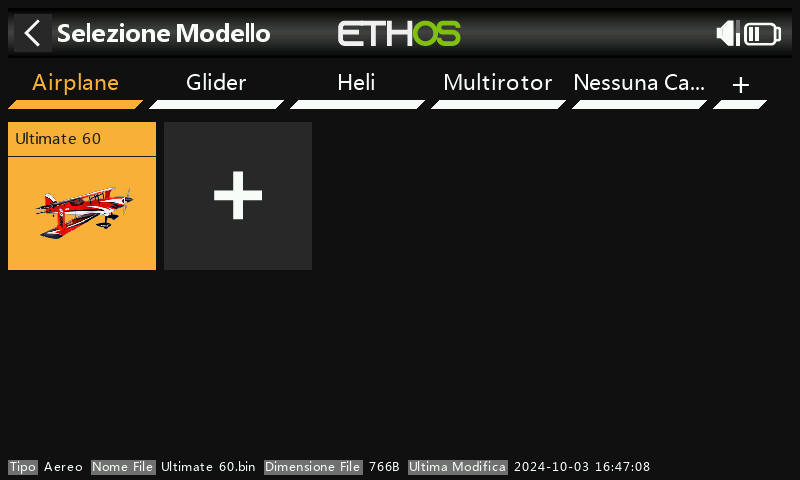 Selezione Modello ETHOS
Airplane Glider Heli Multirotor Nessuna Ca... +
Ultimate 60
Tipo Aereo Nome File Ultimate 60.bin Dimensione File 766B Ultima Modifica 2024-10-03 16:47:08